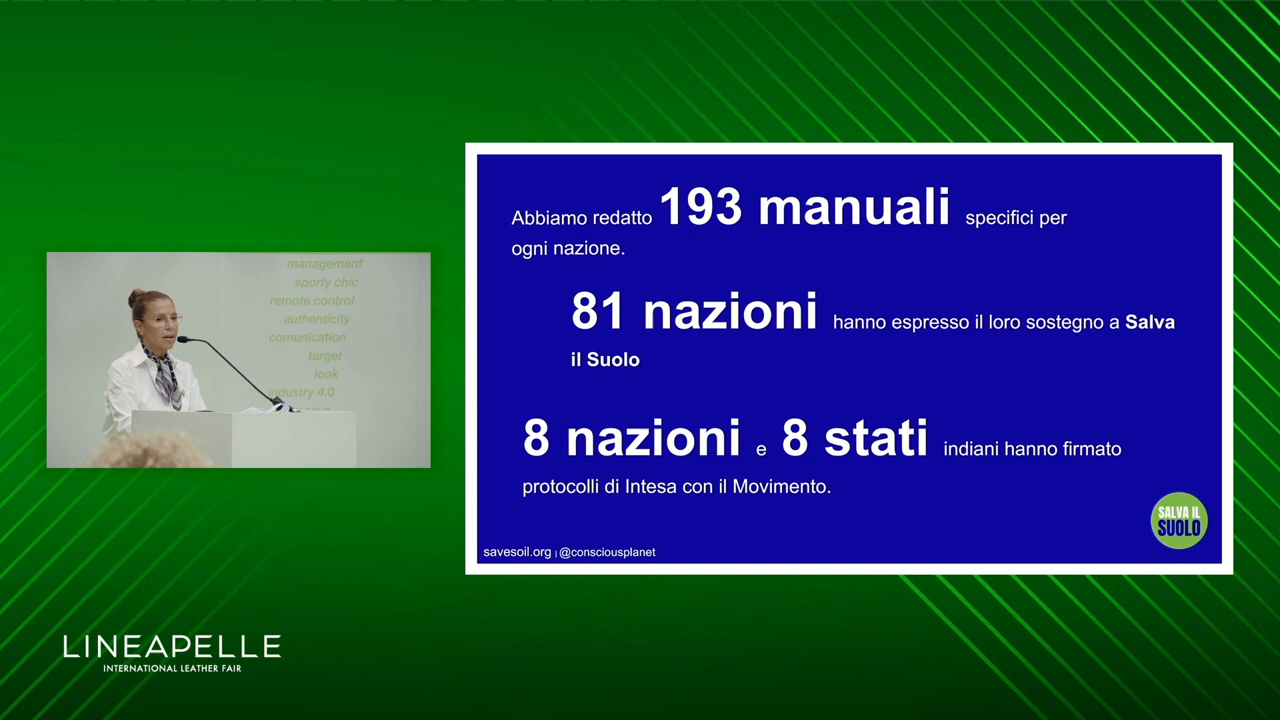 management
sporty chic
remote control
authenticity
comunication
target
look
industry 4.0
Abbiamo redatto 193 manuali specifici per
ogni nazione.
81 nazioni hanno espresso il loro sostegno a Salva
il Suolo
8 nazioni e 8 stati indiani hanno firmato
protocolli di Intesa con il Movimento.
SALVA IL
SUOLO
savesoil.org | @consciousplanet
LINEAPELLE
INTERNATIONAL LEATHER FAIR